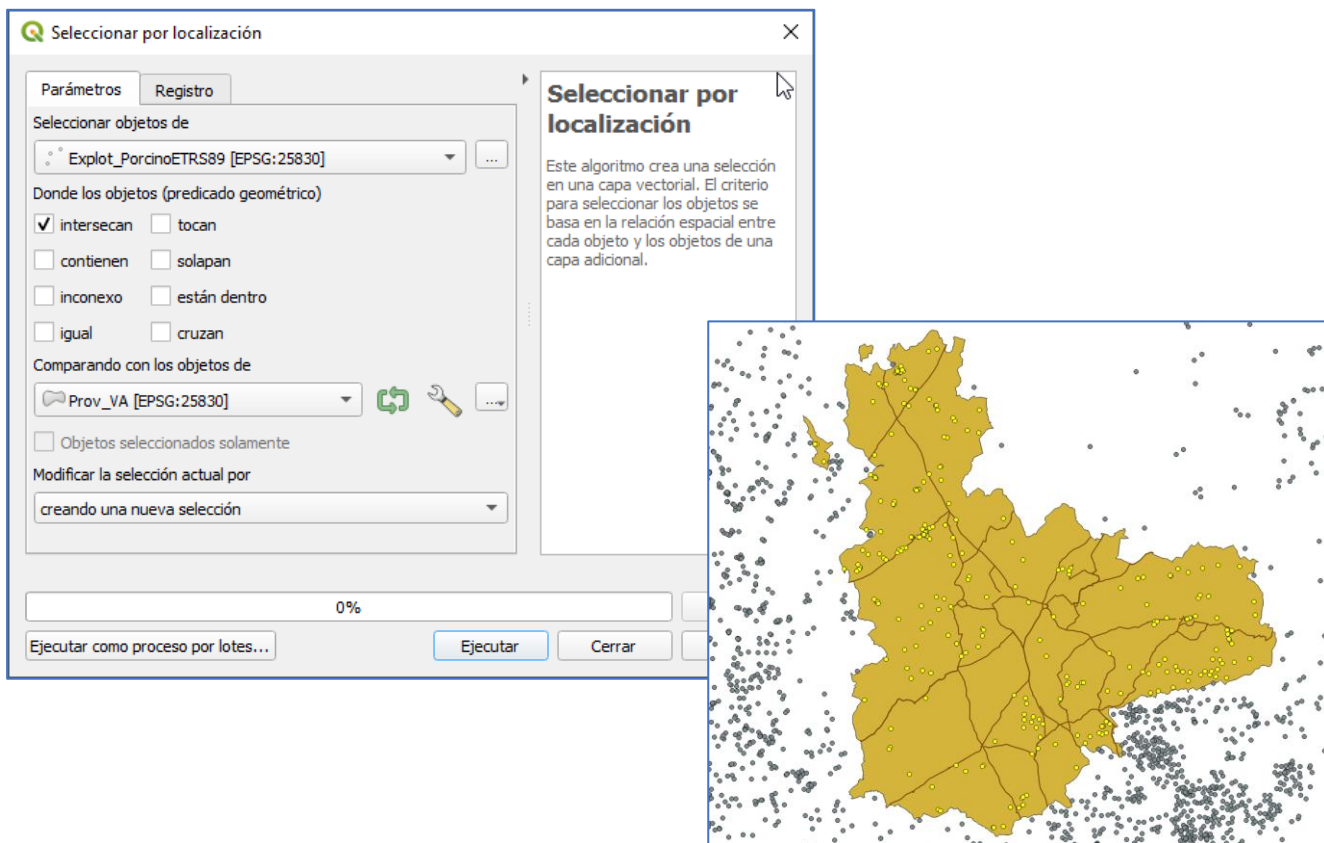 Seleccionar por localización
Parámetros
Registro
Seleccionar objetos de
Explot_PorcinoETRS89 [EPSG:25830]
...
Donde los objetos (predicado geométrico)
intersecan
tocan
contienen
solapan
inconexo
están dentro
igual
cruzan
Comparando con los objetos de
Prov_VA [EPSG:25830]
...
Objetos seleccionados solamente
Modificar la selección actual por
creando una nueva selección
Seleccionar por
localización
Este algoritmo crea una selección
en una capa vectorial. El criterio
para seleccionar los objetos se
basa en la relación espacial entre
cada objeto y los objetos de una
capa adicional.
0%
Ejecutar como proceso por lotes...
Ejecutar
Cerrar